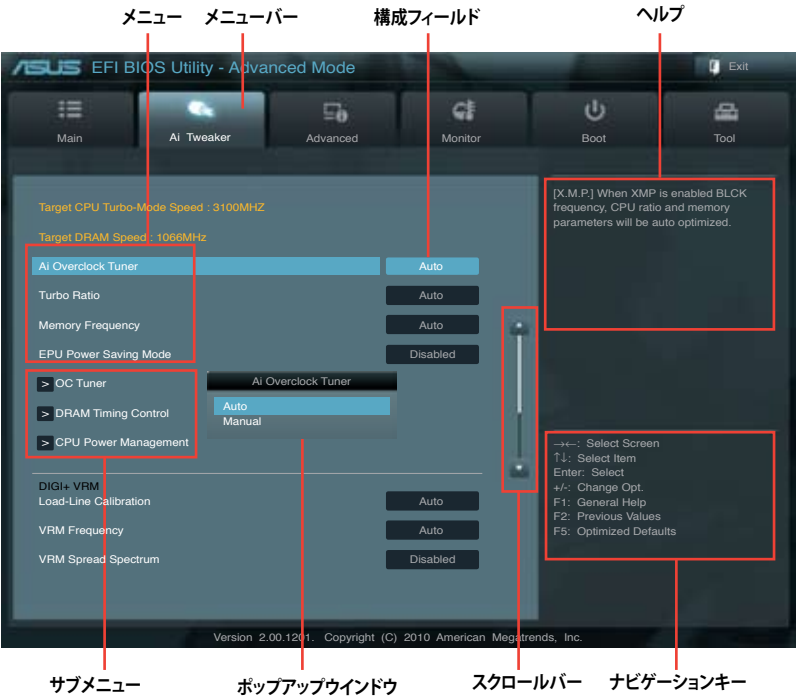 メニュー メニューバー 構成フィールド ヘルプ
ASUS EFI BIOS Utility - Advanced Mode Exit
Main Ai Tweaker Advanced Monitor Boot Tool
Target CPU Turbo-Mode Speed : 3100MHZ
Target DRAM Speed : 1066MHz
Ai Overclock Tuner Auto
Turbo Ratio Auto
Memory Frequency Auto
EPU Power Saving Mode Disabled
> OC Tuner
> DRAM Timing Control
> CPU Power Management
Ai Overclock Tuner
Auto
Manual
DIGI+ VRM
Load-Line Calibration Auto
VRM Frequency Auto
VRM Spread Spectrum Disabled
[X.M.P.] When XMP is enabled BLCK
frequency, CPU ratio and memory
parameters will be auto optimized.
→←: Select Screen
↑↓: Select Item
Enter: Select
+/-: Change Opt.
F1: General Help
F2: Previous Values
F5: Optimized Defaults
Version 2.00.1201. Copyright (C) 2010 American Megatrends, Inc.
サブメニュー ポップアップウインドウ スクロールバー ナビゲーションキー